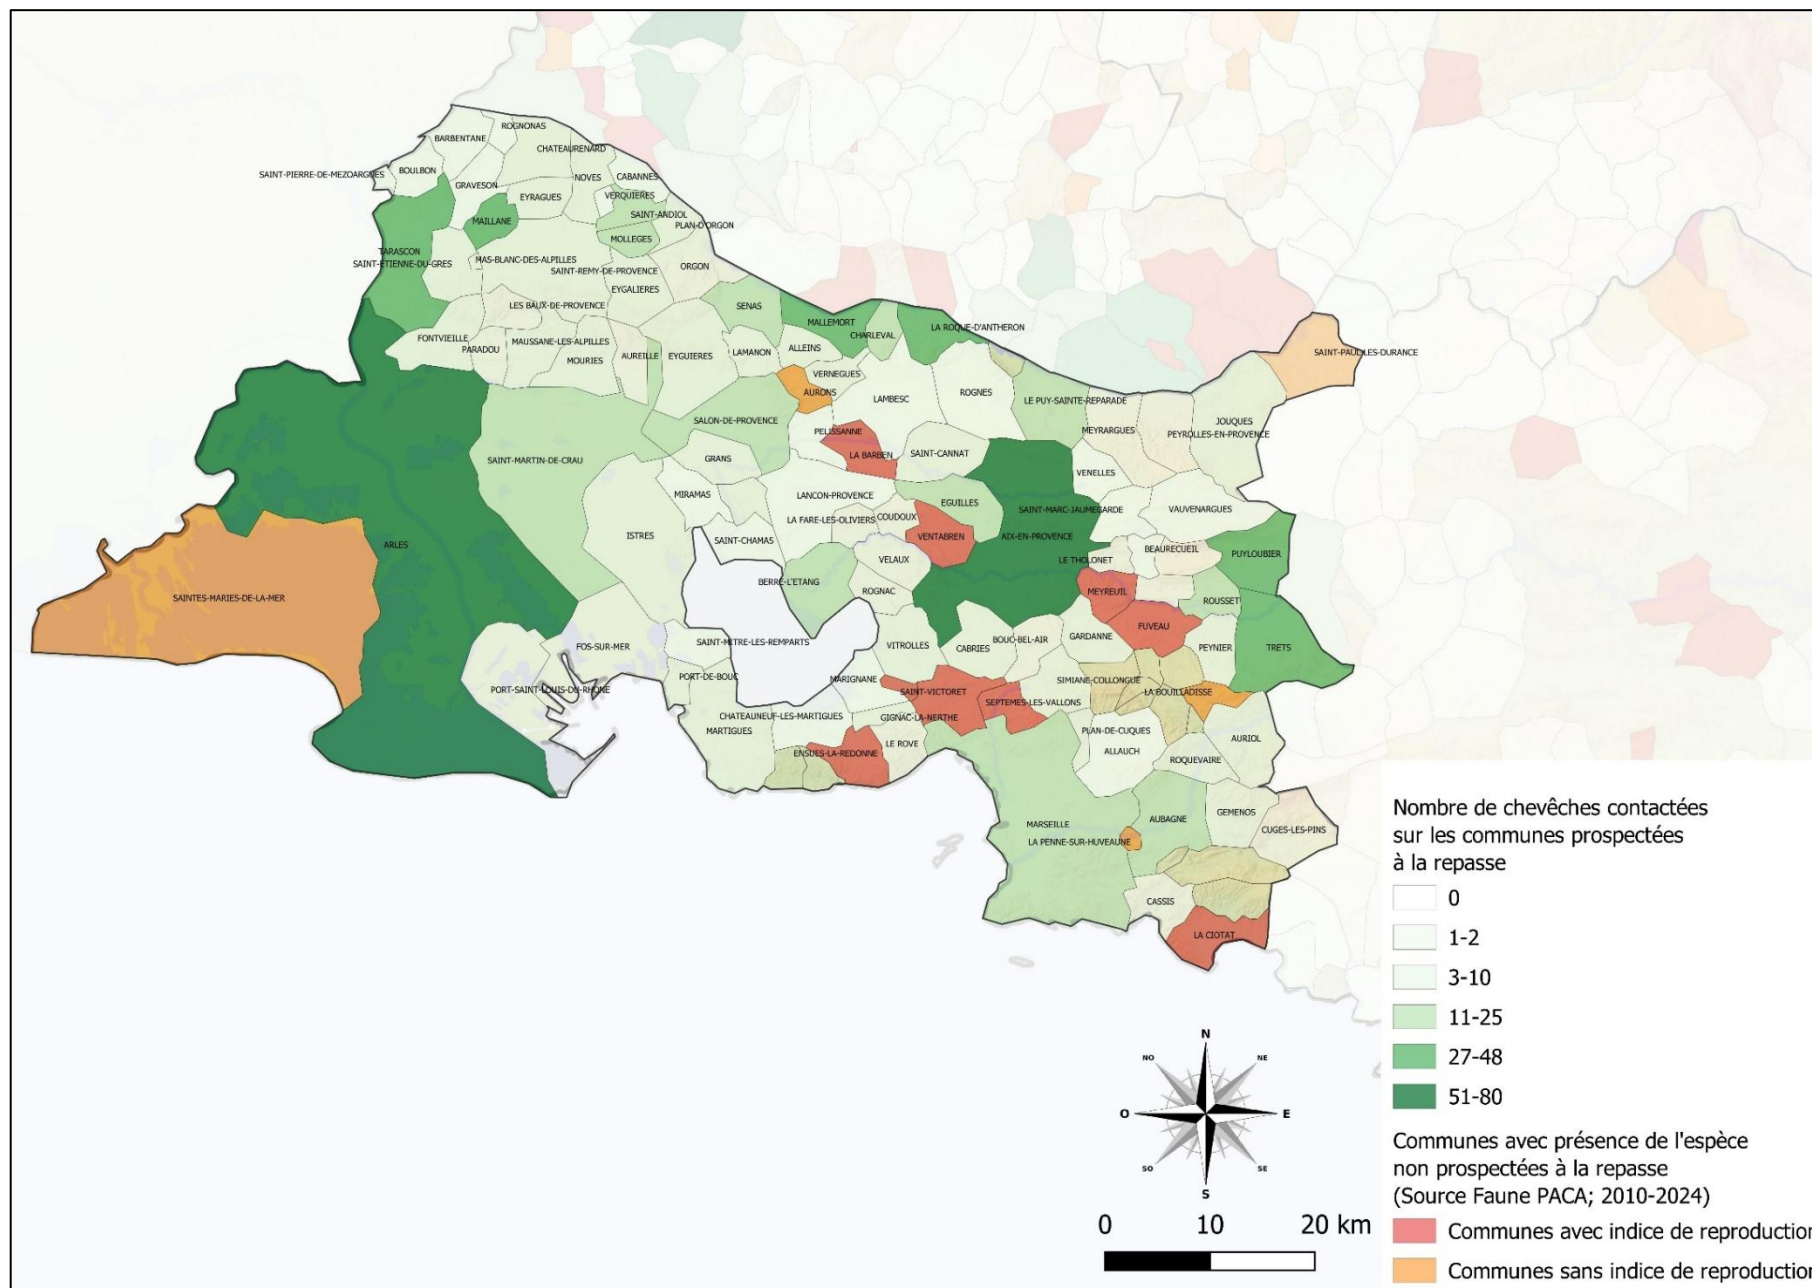 ROGNONAS
BARBENTANE
CHATEAURENARD
SAINT-PIERRE-DE-MEZOARGUES
BOULBON
NOVES
CABANNES
GRAVESON
EYRAGUES
VERQUIERES
MAILLANE
SAINT-ANDIOL
PLAN-D'ORGON
MOLLEGES
TARASCON
SAINT-ETIENNE-DU-GRES
MAS-BLANC-DES-ALPILLES
SAINT-REMY-DE-PROVENCE
ORGON
EYGALIERES
LES BAUX-DE-PROVENCE
SENAS
MALLEMORT
CHARLEVAL
LA ROQUE-D'ANTHERON
FONTVIEILLE
PARADOU
MAUSSANE-LES-ALPILLES
MOURIES
AUREILLE
EYGUIERES
LAMANON
ALLEINS
SAINT-PAUL-LES-DURANCE
VERNEGUES
AURONS
LAMBESC
ROGNES
LE PUY-SAINTE-REPARADE
SALON-DE-PROVENCE
PELISSANNE
MEYRARGUES
JOUQUES
PEYROLLES-EN-PROVENCE
SAINT-MARTIN-DE-CRAU
GRANS
LA BARBEN
SAINT-CANNAT
VENELLES
MIRAMAS
LANCON-PROVENCE
EGUILLES
SAINT-MARC-JAUMEGARDE
VAUVENARGUES
LA FARE-LES-OLIVIERS
COUDOUX
ISTRES
SAINT-CHAMAS
VENTABREN
AIX-EN-PROVENCE
ARLES
VELAUX
LE THOLONET
BEAURECUEIL
PUYLOUBIER
BERRE-L'ETANG
ROGNAC
MEYREUIL
ROUSSET
SAINTES-MARIES-DE-LA-MER
FUVEAU
SAINT-MITRE-LES-REMPARTS
VITROLLES
CABRIES
BOUC-BEL-AIR
GARDANNE
PEYNIER
TRETS
FOS-SUR-MER
PORT-DE-BOUC
MARIGNANE
SIMIANE-COLLONGUE
PORT-SAINT-LOUIS-DU-RHONE
SAINT-VICTORET
SEPTEMES-LES-VALLONS
LA BOUILLADISSE
CHATEAUNEUF-LES-MARTIGUES
GIGNAC-LA-NERTHE
MARTIGUES
PLAN-DE-CUQUES
AURIOL
ENSUES-LA-REDONNE
LE ROVE
ALLAUCH
ROQUEVAIRE
MARSEILLE
AUBAGNE
GEMENOS
CUGES-LES-PINS
LA PENNE-SUR-HUVEAUNE
CASSIS
LA CIOTAT
Nombre de chevêches contactées
sur les communes prospectées
à la repasse
0
1-2
3-10
11-25
27-48
51-80
Communes avec présence de l'espèce
non prospectées à la repasse
(Source Faune PACA; 2010-2024)
Communes avec indice de reproduction
Communes sans indice de reproduction
N
NO
NE
O
E
SO
SE
S
0 10 20 km